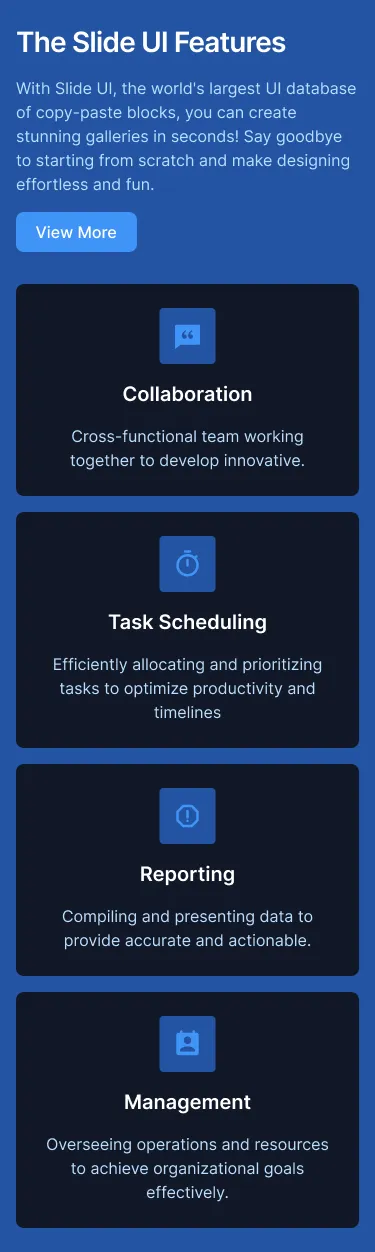 The Slide UI Features
With Slide UI, the world's largest UI database
of copy-paste blocks, you can create
stunning galleries in seconds! Say goodbye
to starting from scratch and make designing
effortless and fun.
View More
Collaboration
Cross-functional team working
together to develop innovative.
Task Scheduling
Efficiently allocating and prioritizing
tasks to optimize productivity and
timelines
Reporting
Compiling and presenting data to
provide accurate and actionable.
Management
Overseeing operations and resources
to achieve organizational goals
effectively.